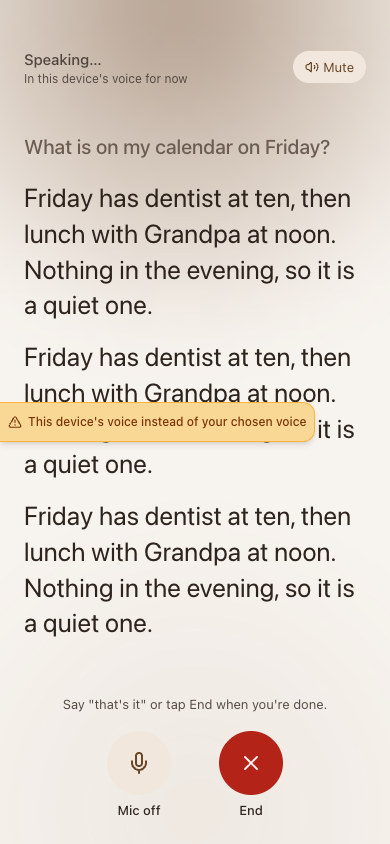 Speaking...
In this device's voice for now
Mute
What is on my calendar on Friday?
Friday has dentist at ten, then
lunch with Grandpa at noon.
Nothing in the evening, so it is
a quiet one.
Friday has dentist at ten, then
lunch with Grandpa at noon.
This device's voice instead of your chosen voice
it is
a quiet one.
Friday has dentist at ten, then
lunch with Grandpa at noon.
Nothing in the evening, so it is
a quiet one.
Say "that's it" or tap End when you're done.
Mic off
End